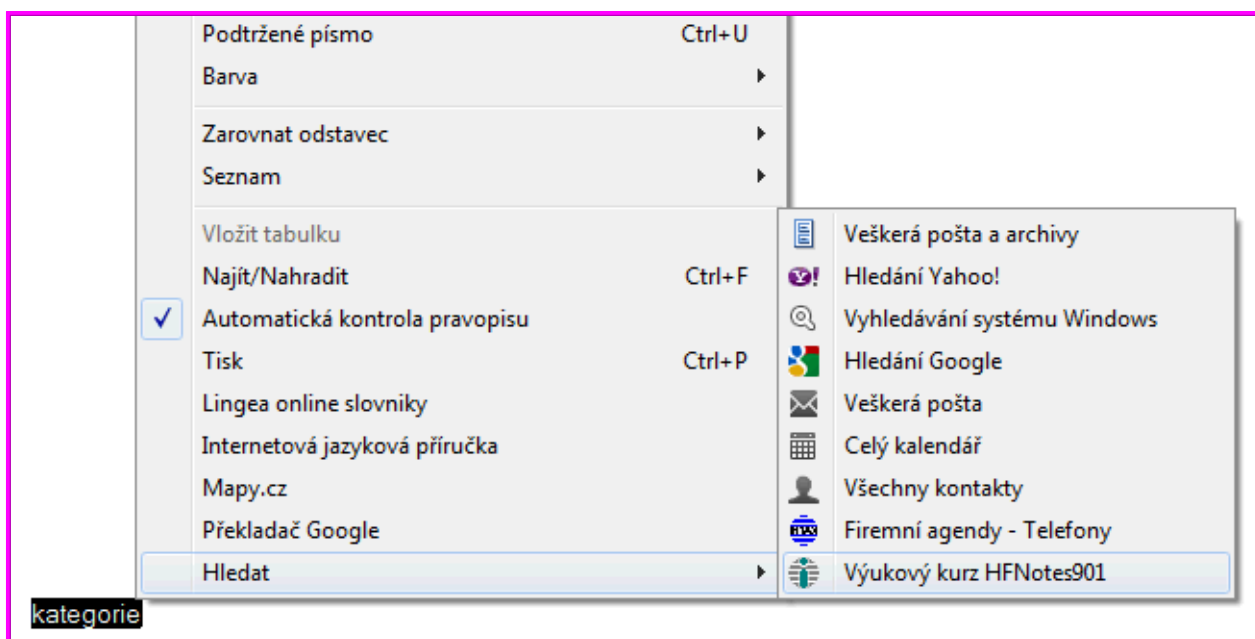 Podtržené písmo Ctrl+U
Barva
Zarovnat odstavec
Seznam
Vložit tabulku
Najít/Nahradit Ctrl+F
Automatická kontrola pravopisu
Tisk Ctrl+P
Lingea online slovniky
Internetová jazyková příručka
Mapy.cz
Překladač Google
Hledat
Veškerá pošta a archivy
Hledání Yahoo!
Vyhledávání systému Windows
Hledání Google
Veškerá pošta
Celý kalendář
Všechny kontakty
Firemní agendy - Telefony
Výukový kurz HFNotes901
kategorie